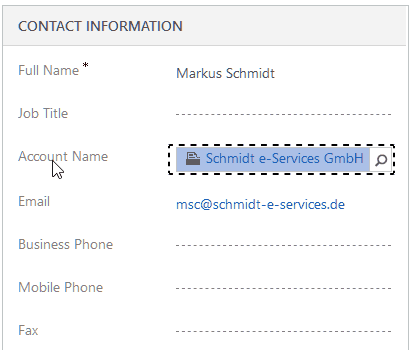 CONTACT INFORMATION
Full Name * Markus Schmidt
Job Title
Account Name Schmidt e-Services GmbH
Email msc@schmidt-e-services.de
Business Phone
Mobile Phone
Fax